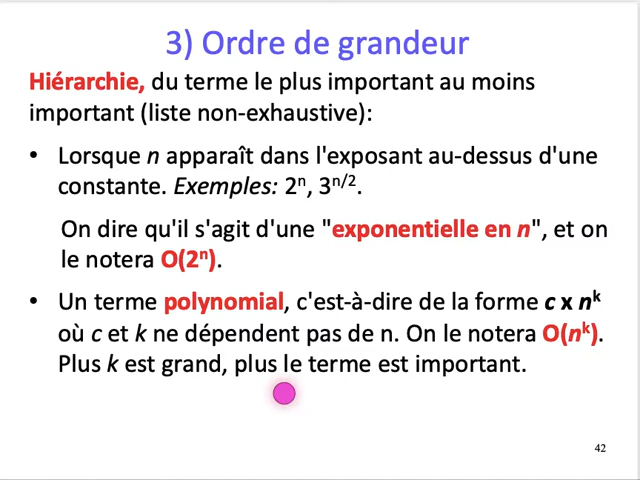 3) Ordre de grandeur
Hiérarchie, du terme le plus important au moins
important (liste non-exhaustive):
• Lorsque n apparaît dans l'exposant au-dessus d'une
constante. Exemples: 2ⁿ, 3ⁿᐟ².
On dire qu'il s'agit d'une "exponentielle en n", et on
le notera O(2ⁿ).
• Un terme polynomial, c'est-à-dire de la forme c x nᵏ
où c et k ne dépendent pas de n. On le notera O(nᵏ).
Plus k est grand, plus le terme est important.
42